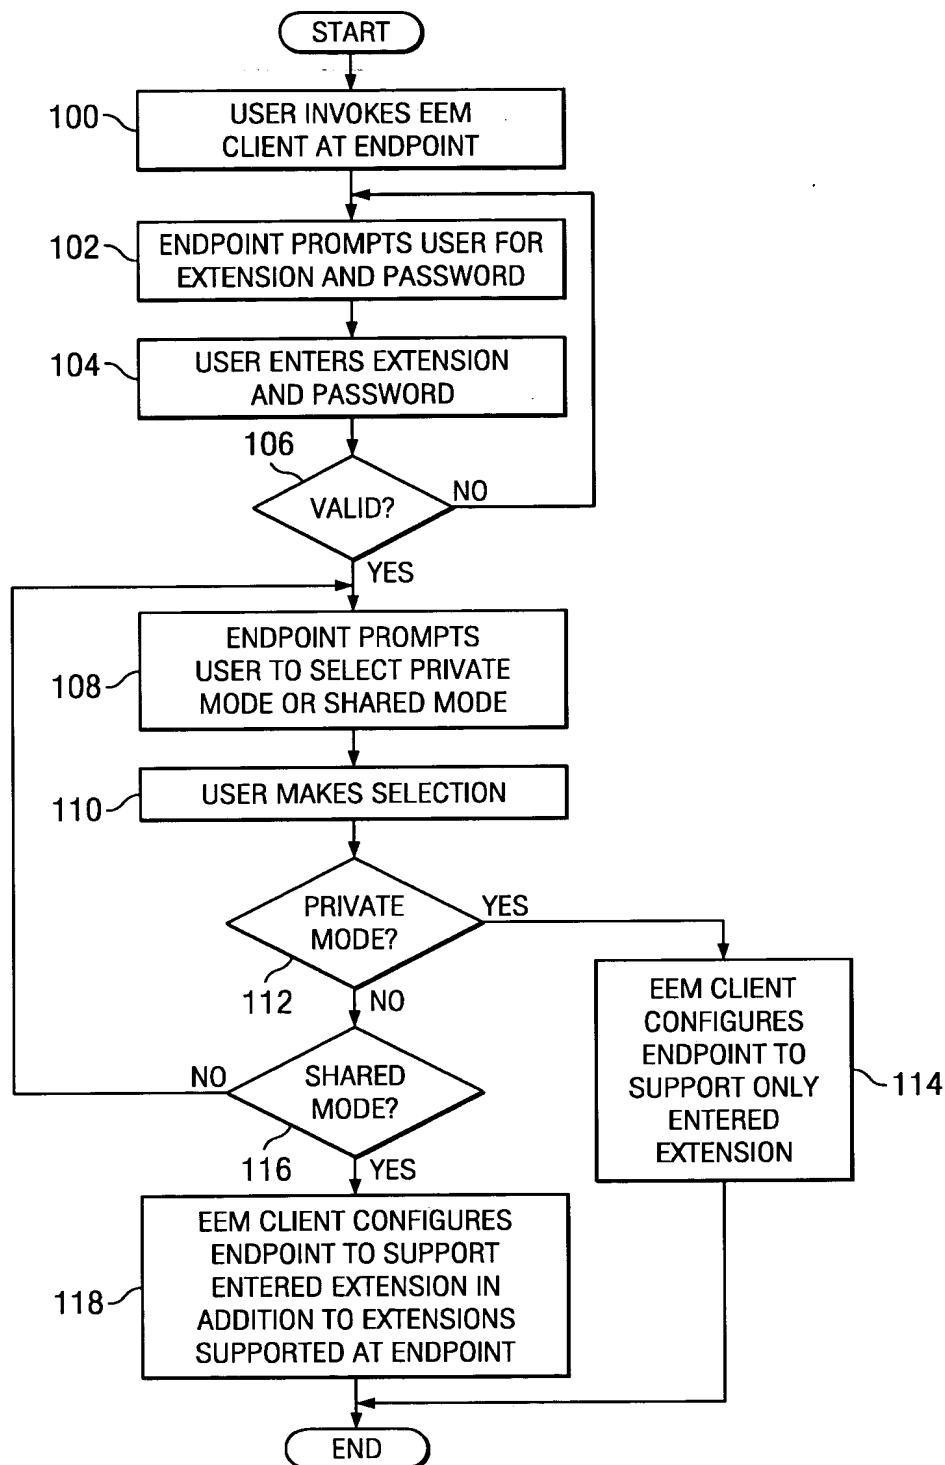 START
100
USER INVOKES EEM
CLIENT AT ENDPOINT
102
ENDPOINT PROMPTS USER FOR
EXTENSION AND PASSWORD
104
USER ENTERS EXTENSION
AND PASSWORD
106
VALID?
NO
YES
108
ENDPOINT PROMPTS
USER TO SELECT PRIVATE
MODE OR SHARED MODE
110
USER MAKES SELECTION
PRIVATE
MODE?
YES
112
NO
EEM CLIENT
CONFIGURES
ENDPOINT TO
SUPPORT ONLY
ENTERED
EXTENSION
114
NO
SHARED
MODE?
116
YES
118
EEM CLIENT CONFIGURES
ENDPOINT TO SUPPORT
ENTERED EXTENSION IN
ADDITION TO EXTENSIONS
SUPPORTED AT ENDPOINT
END